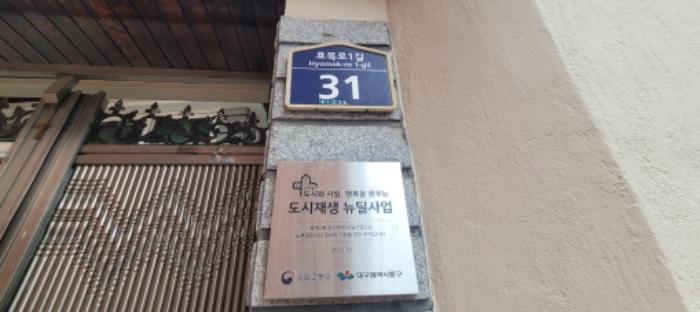 효목로1길
Hyomok-ro 1-gil
31
도시와 사람, 행복을 꿈꾸는
도시재생 뉴딜사업
국토교통부
대구광역시동구